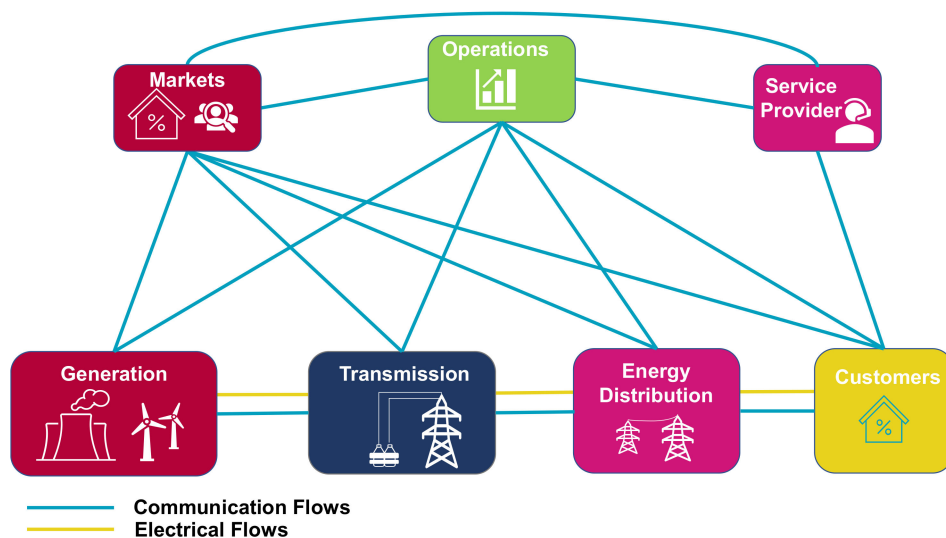 Markets
%
Operations
Service
Provider
Generation
Transmission
Energy
Distribution
Customers
%
Communication Flows
Electrical Flows